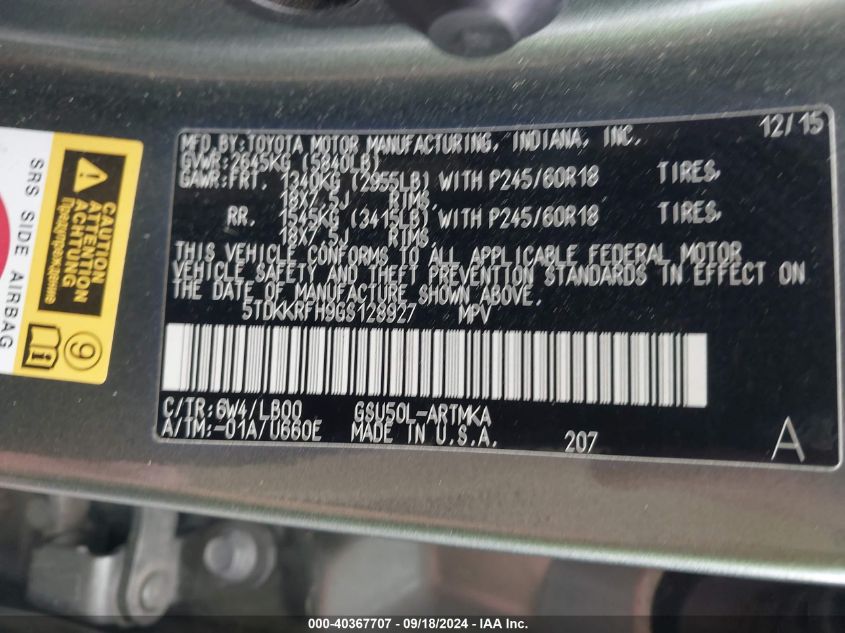 SRS SIDE AIRBAG
CAUTION
ATTENTION
ACHTUNG
Предупреждение
9
MFD.BY:TOYOTA MOTOR MANUFACTURING, INDIANA, INC. 12/15
GVWR:2645KG (5840LB)
GAWR:FRT. 1340KG (2955LB) WITH P245/60R18 TIRES,
18X7.5J RIMS,
RR. 1545KG (3415LB) WITH P245/60R18 TIRES,
18X7.5J RIMS,
THIS VEHICLE CONFORMS TO ALL APPLICABLE FEDERAL MOTOR
VEHICLE SAFETY AND THEFT PREVENTION STANDARDS IN EFFECT ON
THE DATE OF MANUFACTURE SHOWN ABOVE.
5TDKKRFH9GS128927 MPV
C/TR:6W4/LB00 GSU50L-ARTMKA
A/TM:-01A/U660E MADE IN U.S.A. 207 A
000-40367707 - 09/18/2024 - IAAI - Copart Inc.